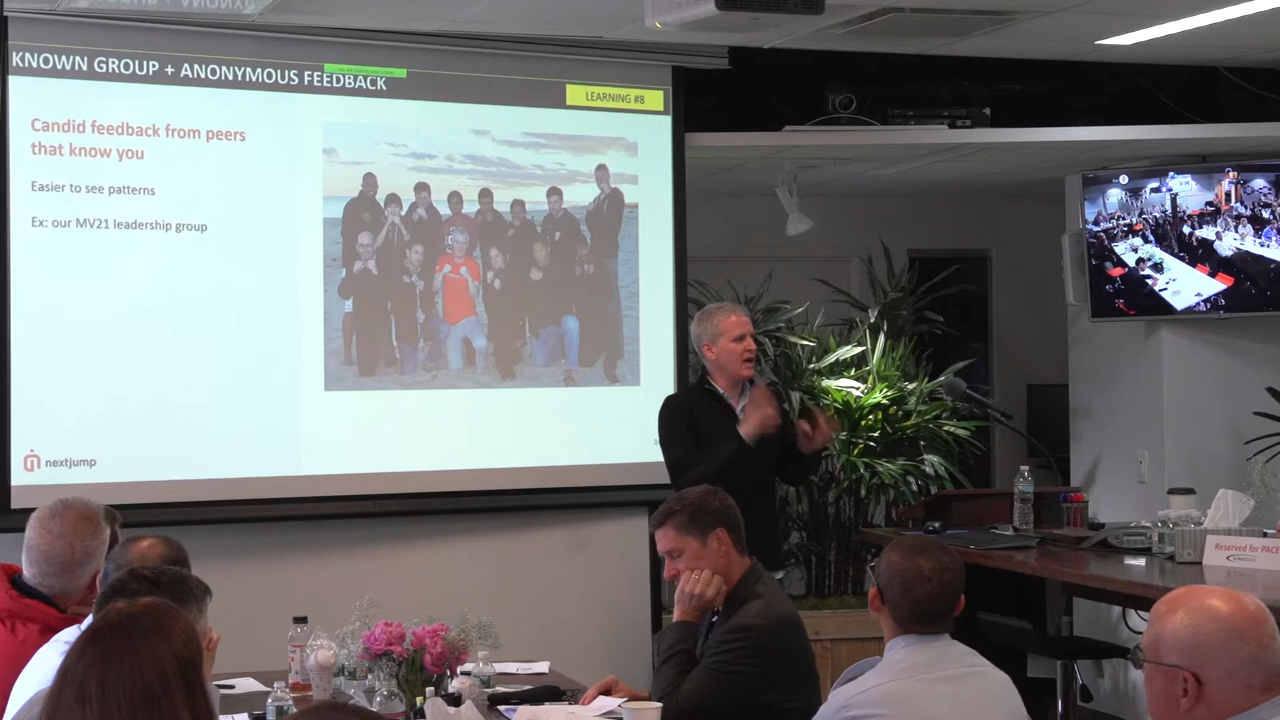 KNOWN GROUP + ANONYMOUS FEEDBACK
LEARNING #8
Candid feedback from peers
that know you
Easier to see patterns
Ex: our MV21 leadership group
nextjump
Reserved for PACE